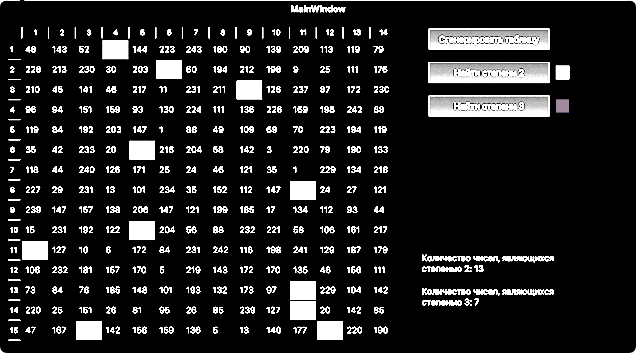 MainWindow
1 2 3 4 5 6 7 8 9 10 11 12 13 14
1 48 143 52 144 223 243 180 90 139 209 113 119 79
2 226 213 230 30 203 60 194 212 198 9 25 111 176
3 210 45 141 46 217 11 231 211 126 237 87 172 230
4 96 94 151 159 93 130 224 111 136 226 169 198 242 68
5 119 84 192 203 147 1 86 49 109 69 70 223 194 119
6 35 42 233 20 216 204 58 142 3 220 79 190 133
7 118 44 240 126 171 25 24 46 121 35 1 229 134 218
8 227 29 231 13 101 234 35 152 112 147 24 27 121
9 239 147 157 138 206 147 121 199 185 17 134 112 93 44
10 15 231 192 122 204 56 88 232 221 58 106 161 217
11 127 10 6 172 84 231 242 116 198 241 129 187 179
12 106 232 181 157 170 5 219 143 172 170 135 46 156 111
13 73 84 76 185 148 101 193 132 173 97 229 104 142
14 220 25 151 26 81 95 26 85 239 127 20 142 85
15 47 167 142 156 159 136 5 13 140 177 220 190
Сгенерировать таблицу
Найти степени 2
Найти степени 3
Количество чисел, являющихся
степенью 2: 13
Количество чисел, являющихся
степенью 3: 7